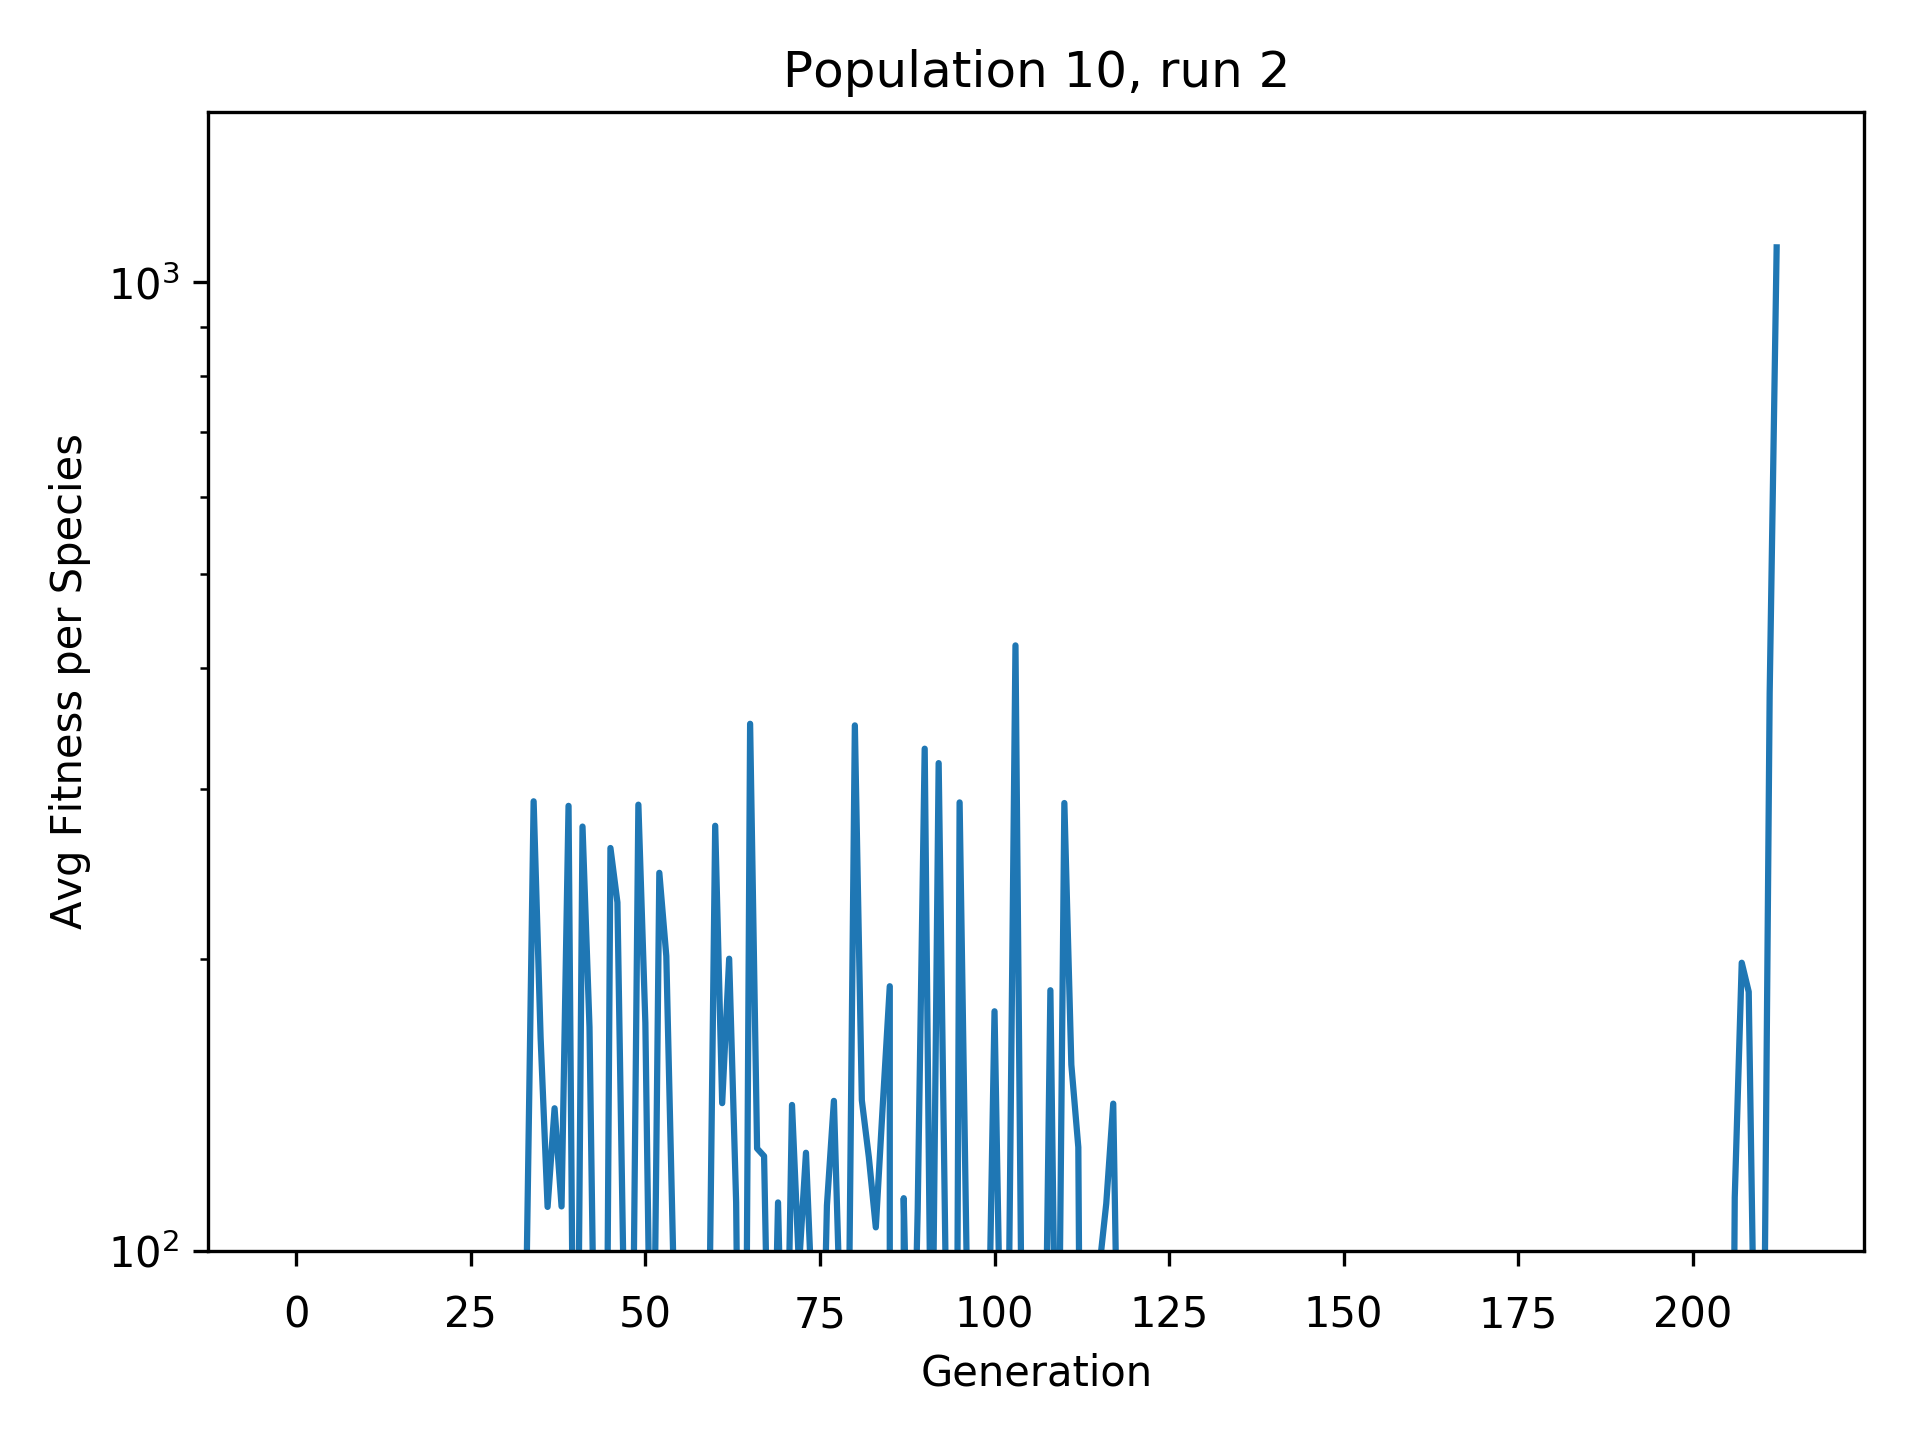 Population 10, run 2
Avg Fitness per Species
10³
10²
0 25 50 75 100 125 150 175 200
Generation